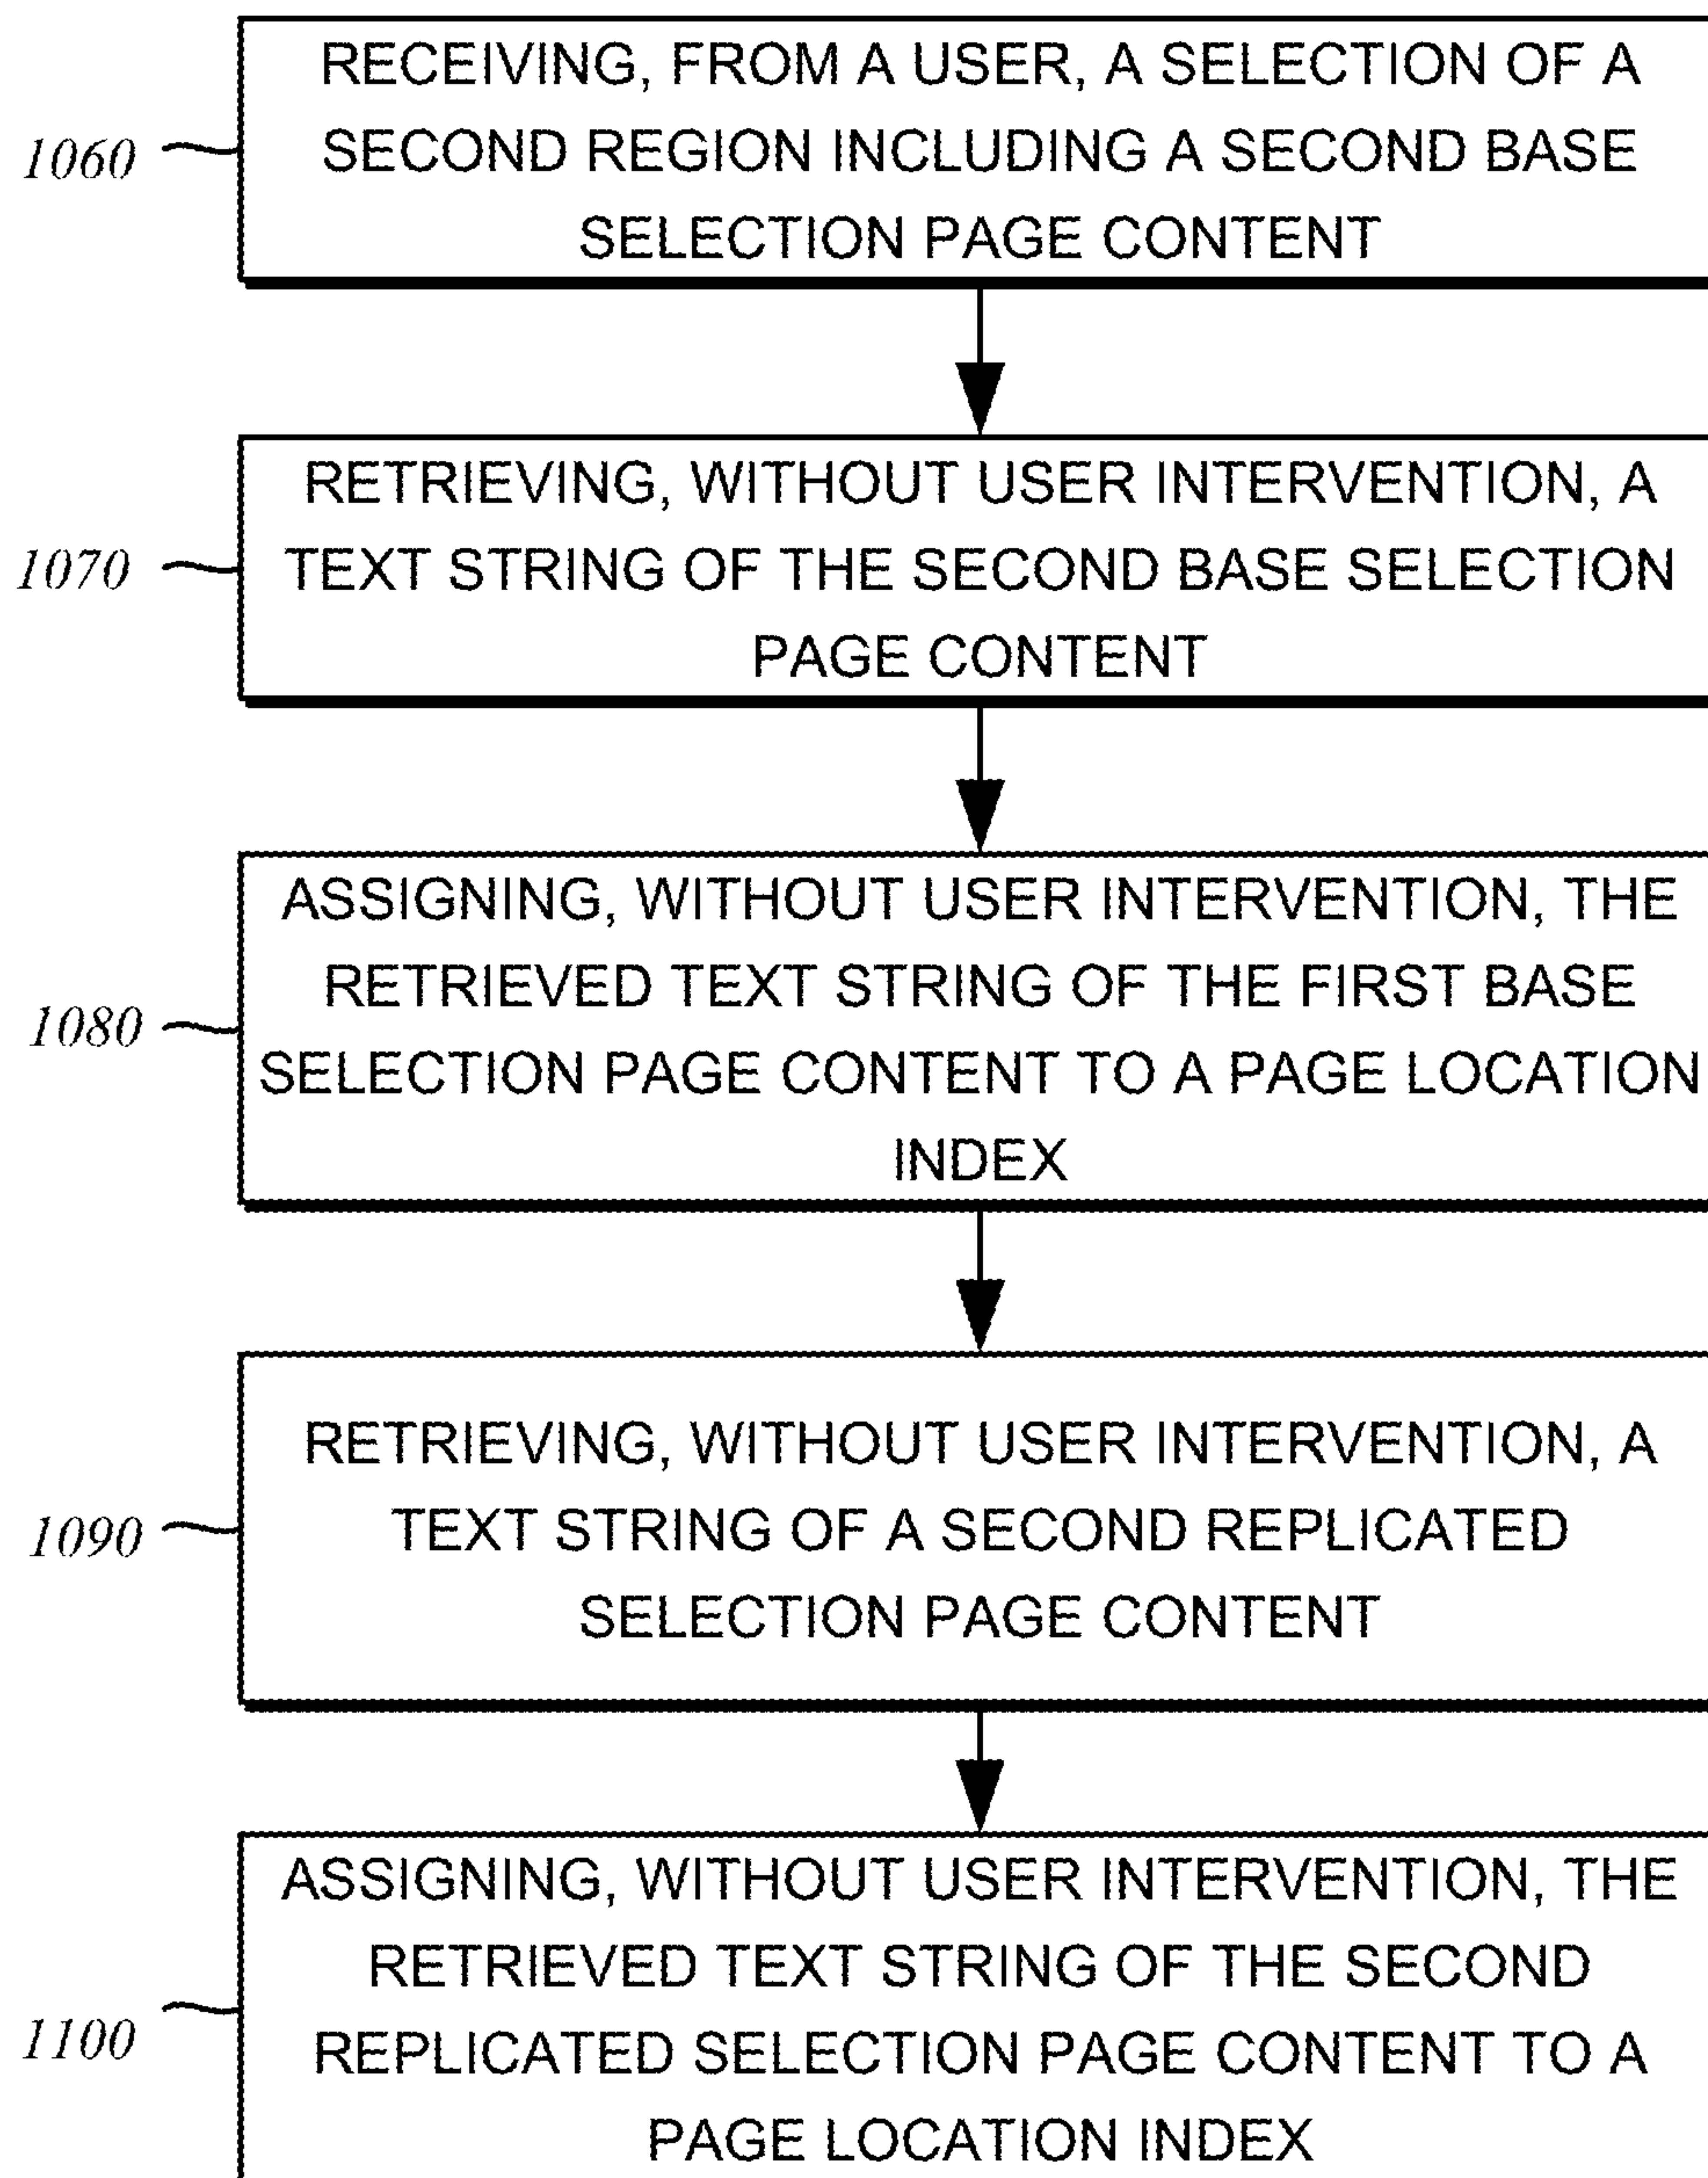 RECEIVING, FROM A USER, A SELECTION OF A
SECOND REGION INCLUDING A SECOND BASE
SELECTION PAGE CONTENT
1060
RETRIEVING, WITHOUT USER INTERVENTION, A
TEXT STRING OF THE SECOND BASE SELECTION
PAGE CONTENT
1070
ASSIGNING, WITHOUT USER INTERVENTION, THE
RETRIEVED TEXT STRING OF THE FIRST BASE
SELECTION PAGE CONTENT TO A PAGE LOCATION
INDEX
1080
RETRIEVING, WITHOUT USER INTERVENTION, A
TEXT STRING OF A SECOND REPLICATED
SELECTION PAGE CONTENT
1090
ASSIGNING, WITHOUT USER INTERVENTION, THE
RETRIEVED TEXT STRING OF THE SECOND
REPLICATED SELECTION PAGE CONTENT TO A
PAGE LOCATION INDEX
1100